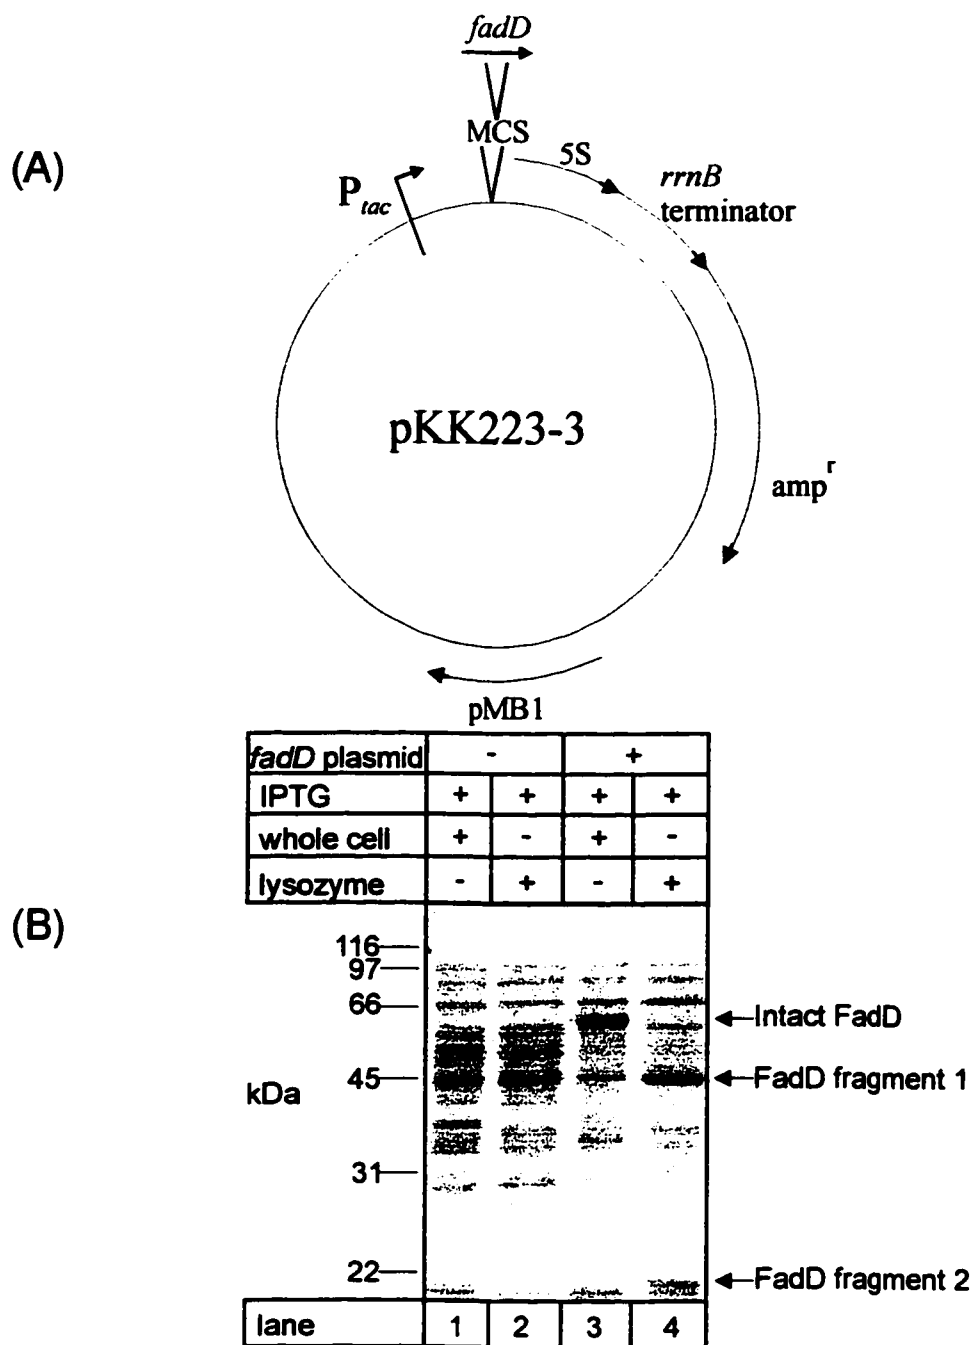 fadD
MCS
(A)
5S
rrnB
terminator
Ptac
pKK223-3
amp r
pMB1
fadD plasmid - +
IPTG + + + +
whole cell + - + -
lysozyme - + - +
(B)
116
97
66
Intact FadD
45
FadD fragment 1
kDa
31
22
FadD fragment 2
lane 1 2 3 4